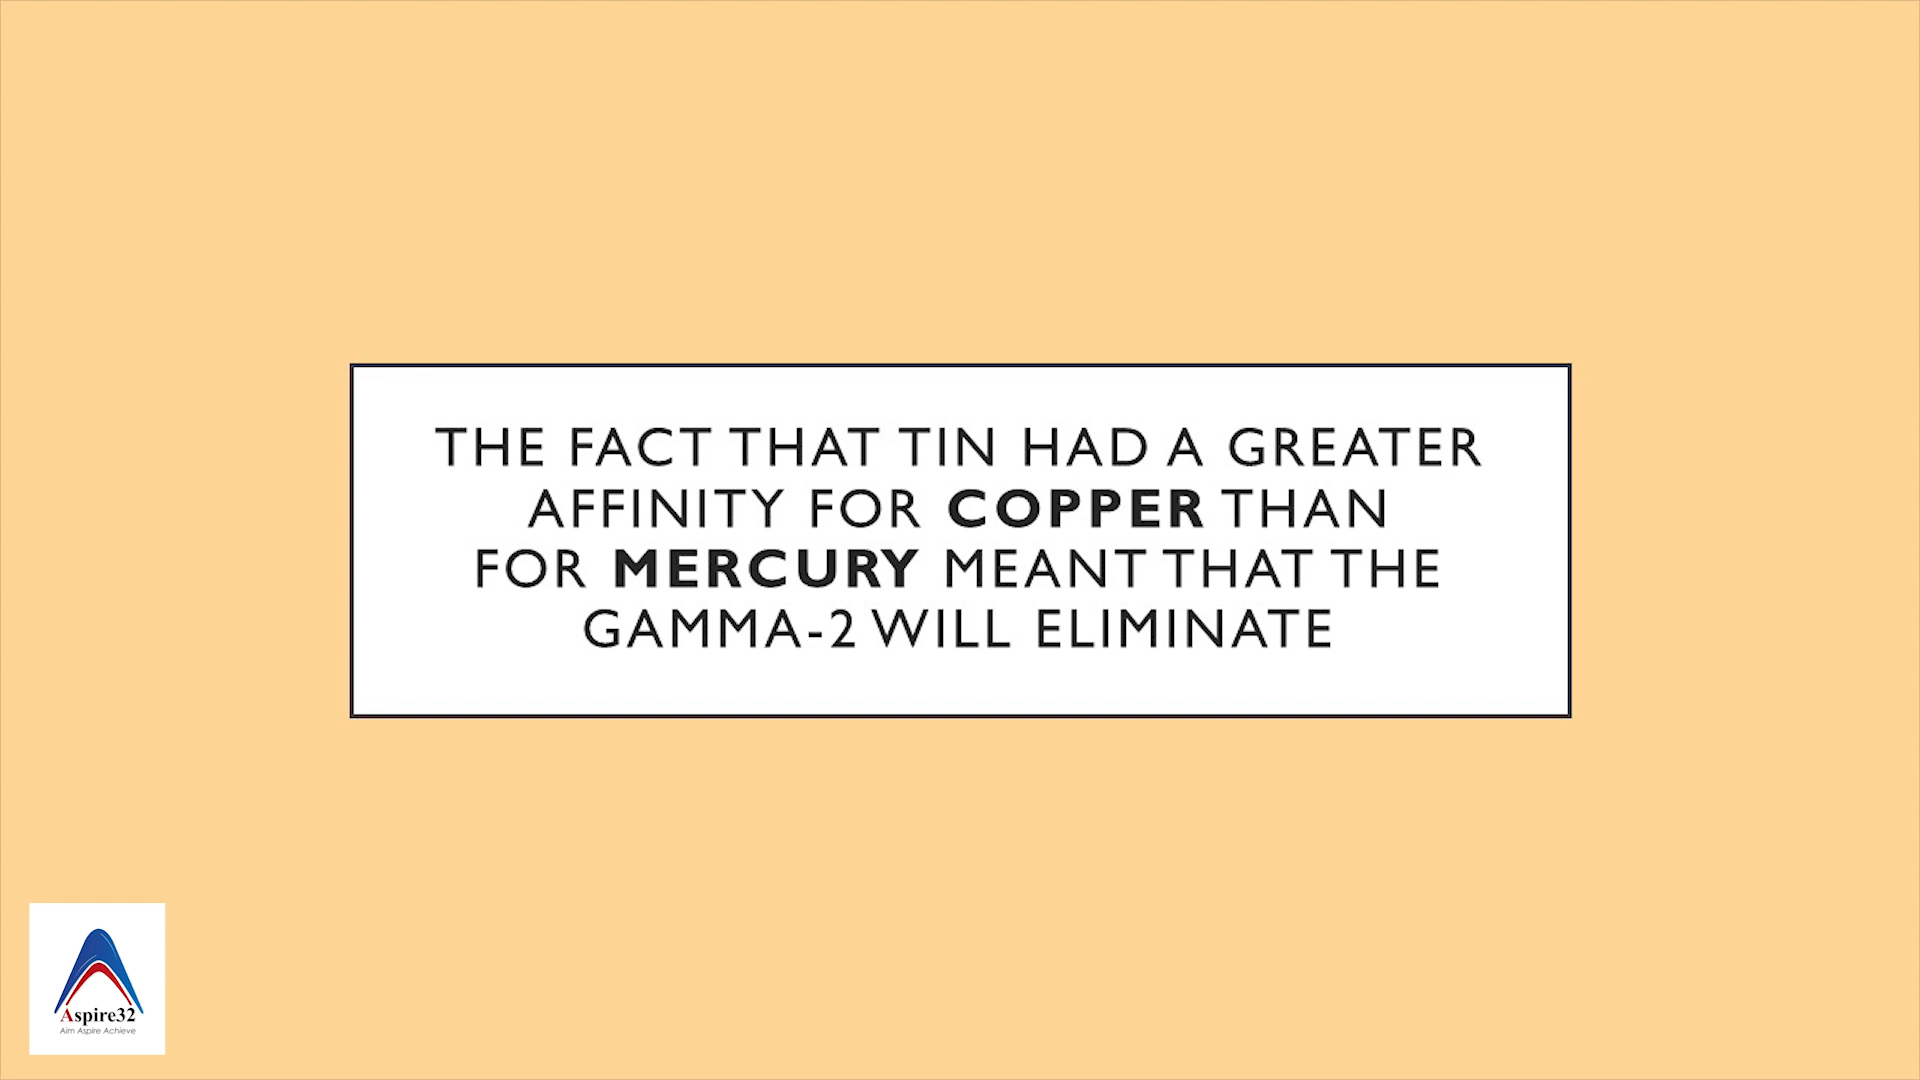 THE FACT THAT TIN HAD A GREATER
AFFINITY FOR COPPER THAN
FOR MERCURY MEANT THAT THE
GAMMA-2 WILL ELIMINATE
Aspire32
Aim Aspire Achieve